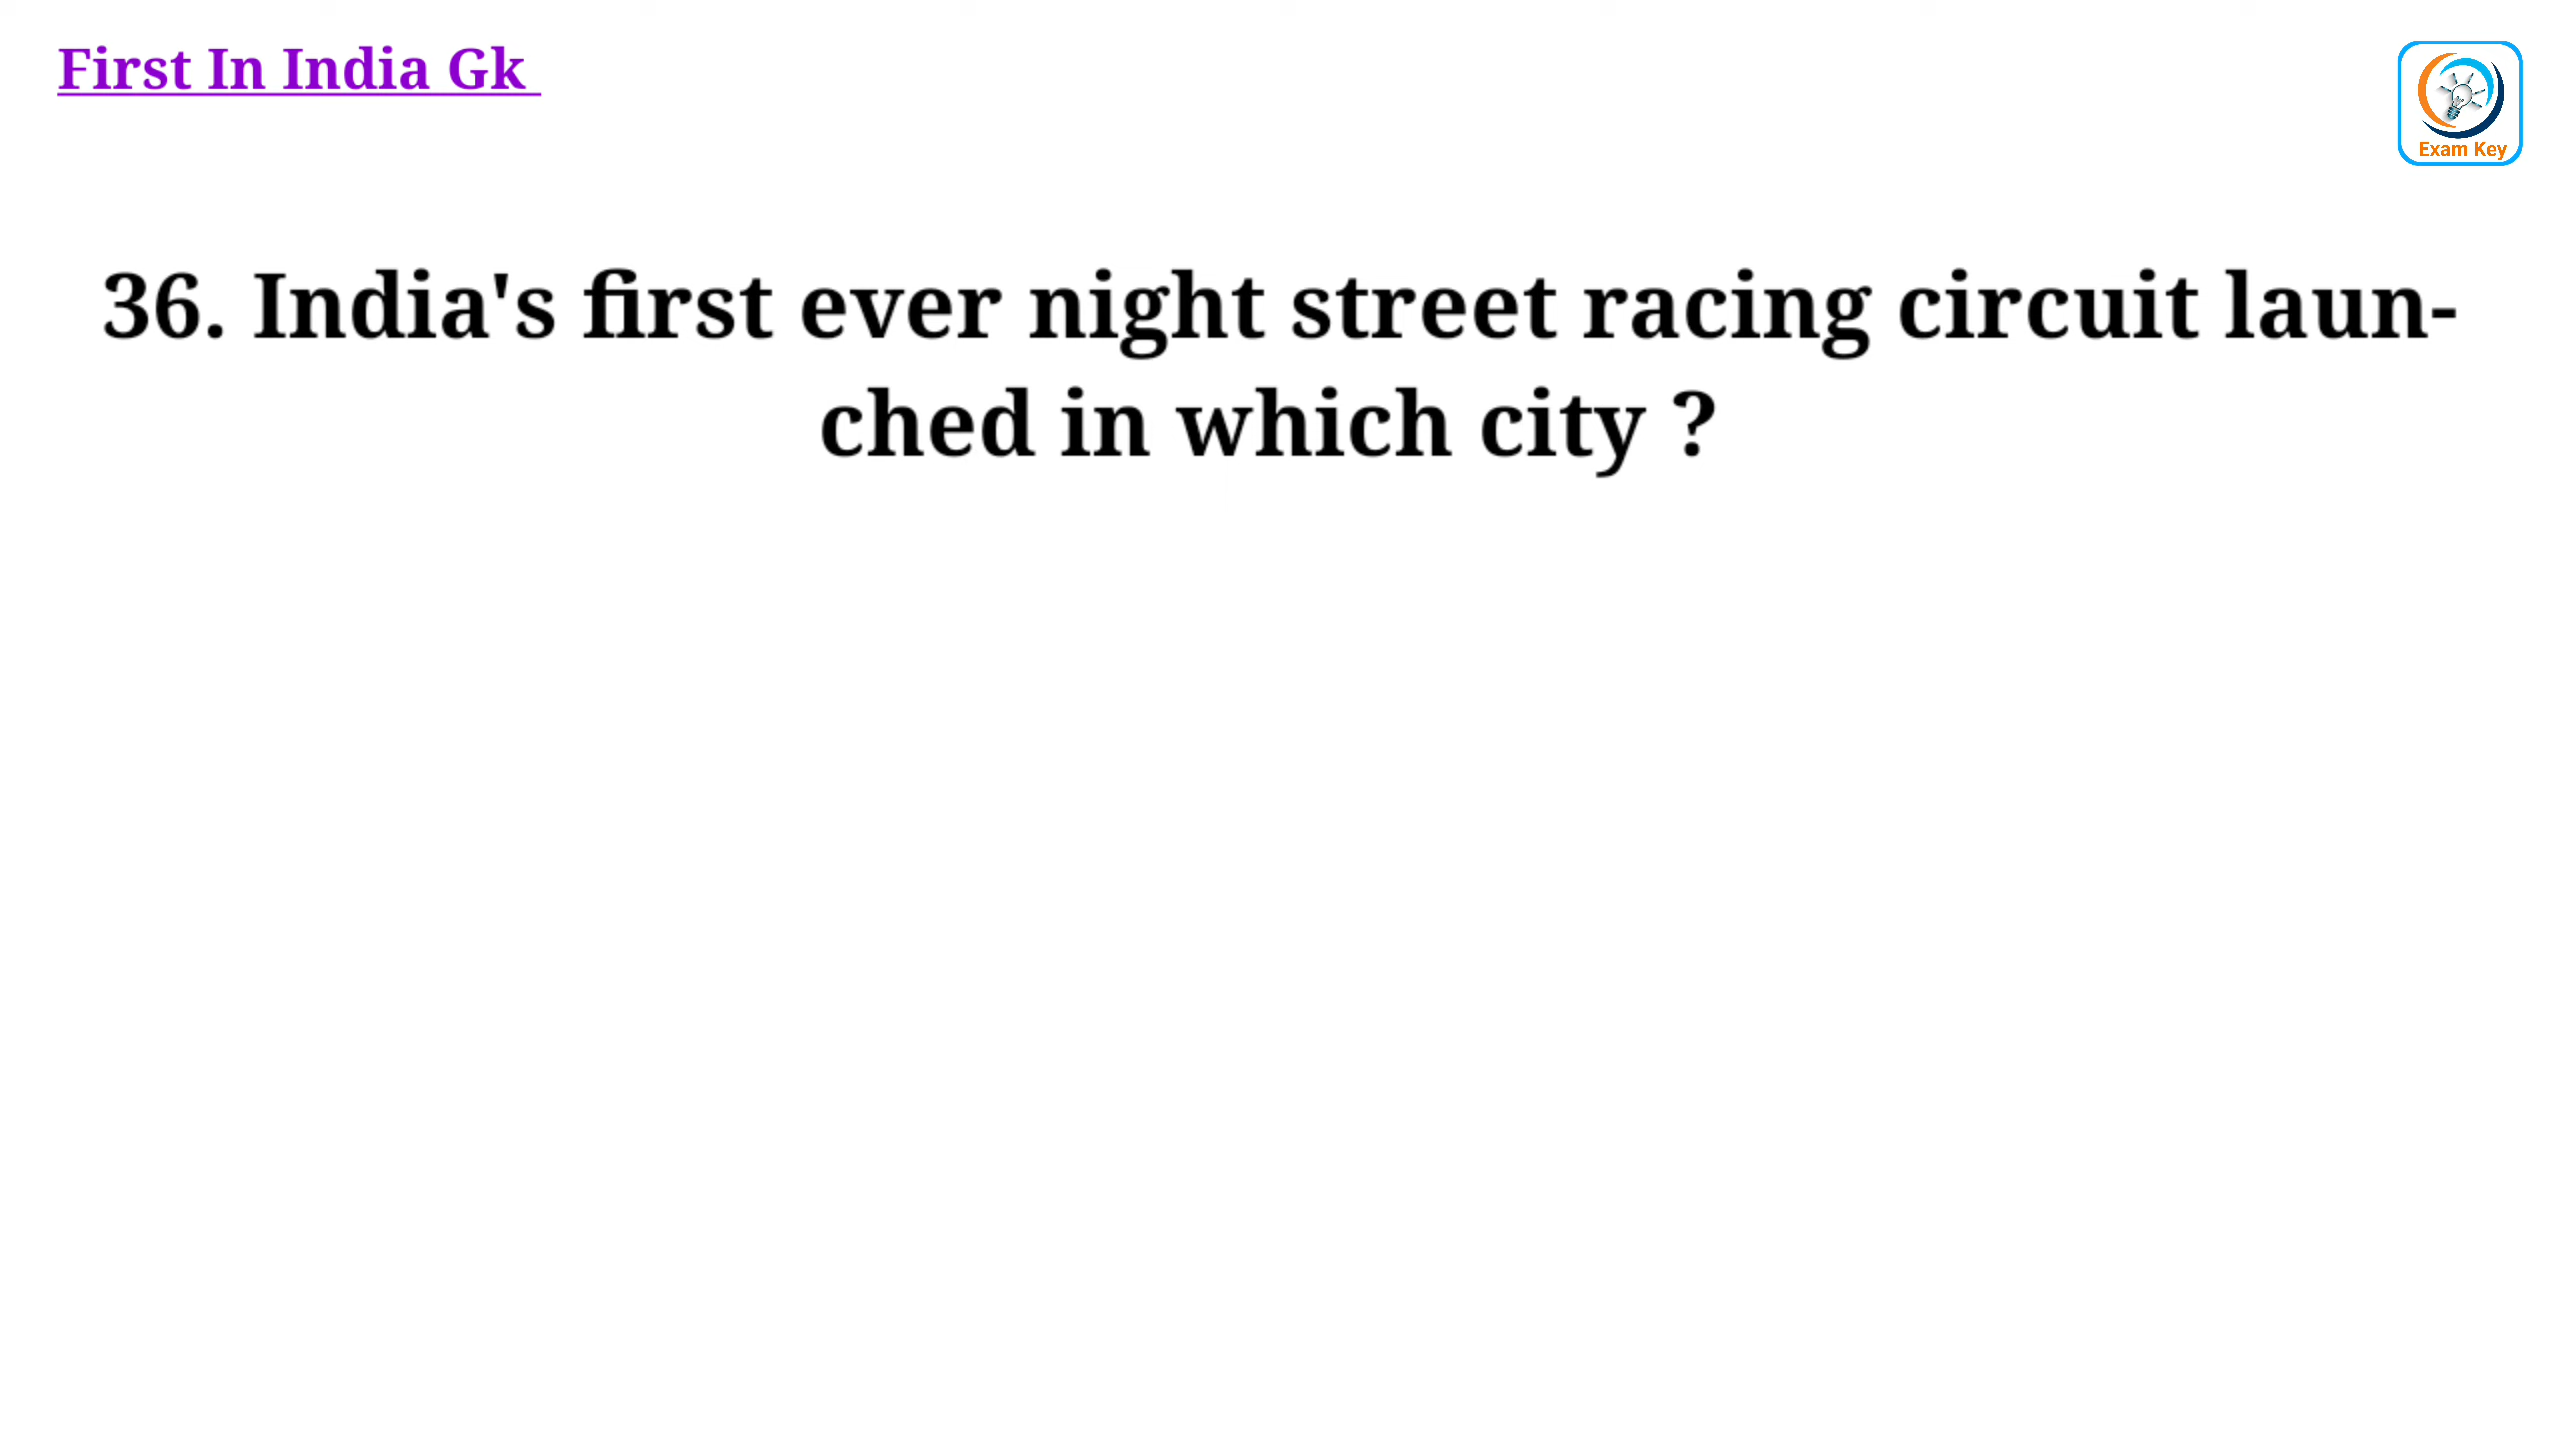 First In India Gk
Exam Key
36. India's first ever night street racing circuit laun-
ched in which city ?